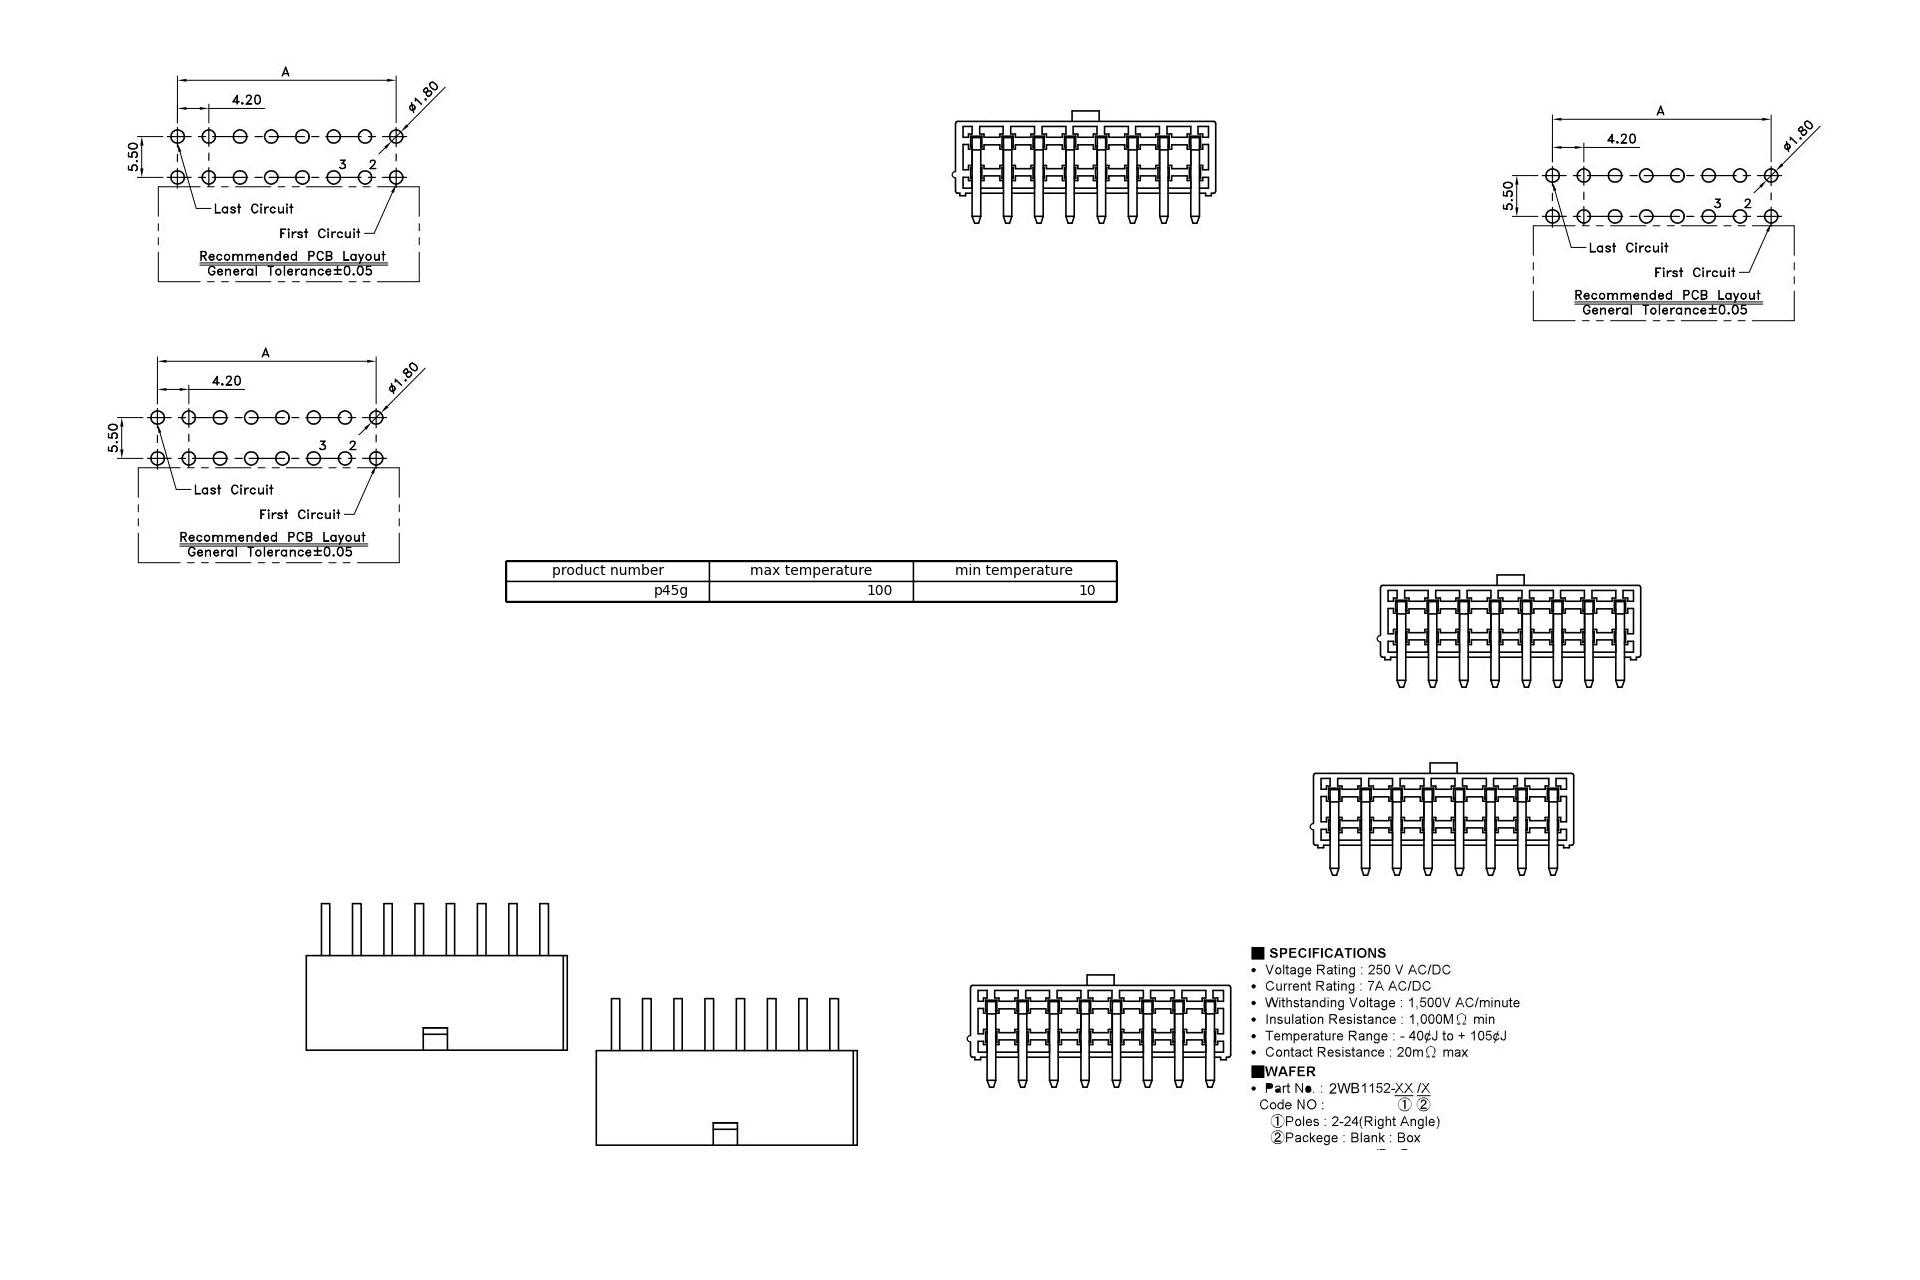 A
4.20
ø1.80
5.50
3 2
Last Circuit
First Circuit
Recommended PCB Layout
General Tolerance±0.05
A
4.20
ø1.80
5.50
3 2
Last Circuit
First Circuit
Recommended PCB Layout
General Tolerance±0.05
A
4.20
ø1.80
5.50
3 2
Last Circuit
First Circuit
Recommended PCB Layout
General Tolerance±0.05
product number max temperature min temperature
p45g 100 10
■ SPECIFICATIONS
• Voltage Rating : 250 V AC/DC
• Current Rating : 7A AC/DC
• Withstanding Voltage : 1,500V AC/minute
• Insulation Resistance : 1,000MΩ min
• Temperature Range : - 40¢J to + 105¢J
• Contact Resistance : 20mΩ max
■WAFER
• Part No. : 2WB1152-XX /X
Code NO : ① ②
①Poles : 2-24(Right Angle)
②Packege : Blank : Box